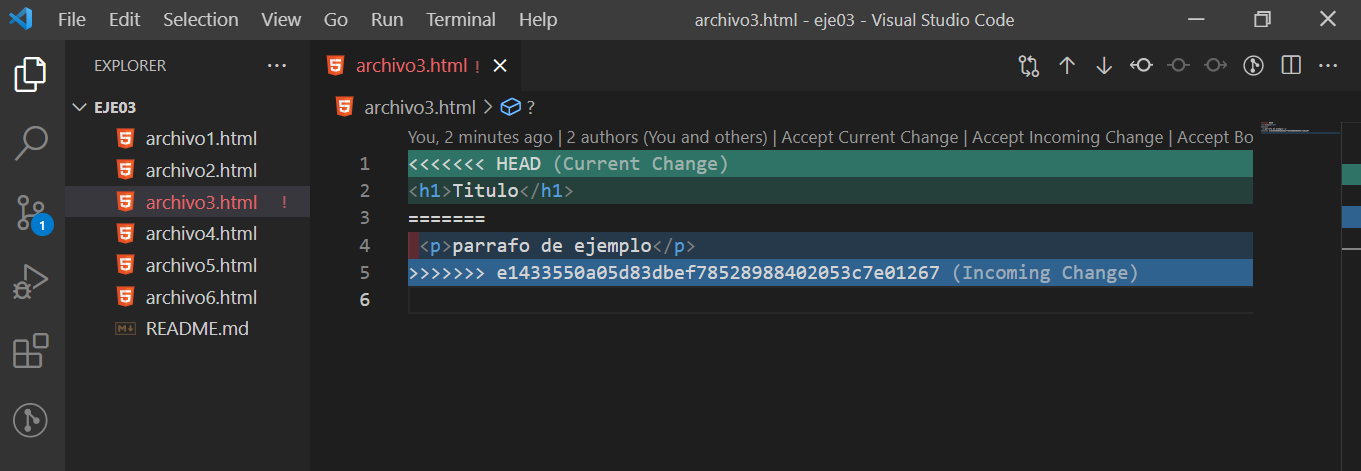 File Edit Selection View Go Run Terminal Help archivo3.html - eje03 - Visual Studio Code
EXPLORER
archivo3.html !
EJE03
archivo1.html
archivo2.html
archivo3.html !
archivo4.html
archivo5.html
archivo6.html
README.md
1
archivo3.html > ?
You, 2 minutes ago | 2 authors (You and others) | Accept Current Change | Accept Incoming Change | Accept Bo
1 <<<<<<< HEAD (Current Change)
2 <h1>Titulo</h1>
3 =======
4 <p>parrafo de ejemplo</p>
5 >>>>>>> e1433550a05d83dbef78528988402053c7e01267 (Incoming Change)
6